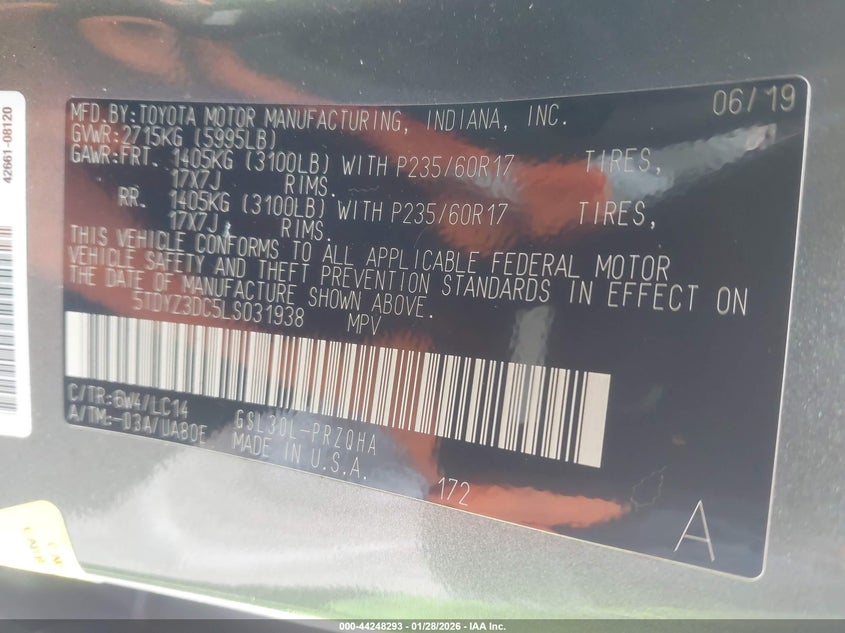 42661-08120
MFD.BY:TOYOTA MOTOR MANUFACTURING, INDIANA, INC. 06/19
GVWR:2715KG (5995LB)
GAWR:FRT. 1405KG (3100LB) WITH P235/60R17 TIRES,
17X7J RIMS.
RR. 1405KG (3100LB) WITH P235/60R17 TIRES,
17X7J RIMS.
THIS VEHICLE CONFORMS TO ALL APPLICABLE FEDERAL MOTOR
VEHICLE SAFETY AND THEFT PREVENTION STANDARDS IN EFFECT ON
THE DATE OF MANUFACTURE SHOWN ABOVE.
5TDYZ3DC5LS031938 MPV
C/TR:6W4/LC14
A/TM:-03A/UA80E GSL30L-PRZQHA
MADE IN U.S.A.
172
A
000-44248293 - 01/28/2026 - IAA Inc.